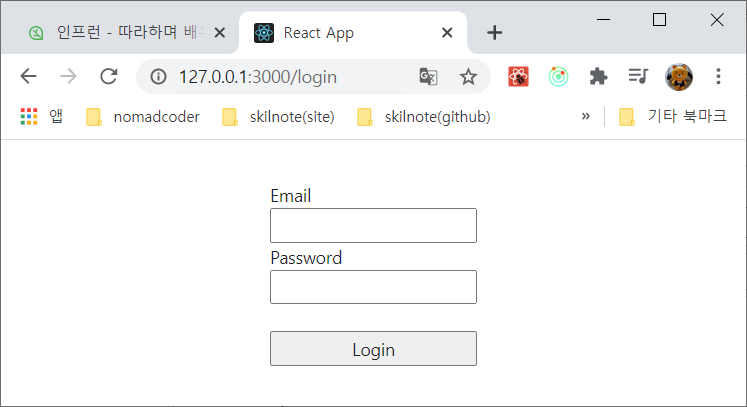 인프런 - 따라하며 배우
React App
127.0.0.1:3000/login
앱 nomadcoder skilnote(site) skilnote(github) » 기타 북마크
Email
Password
Login